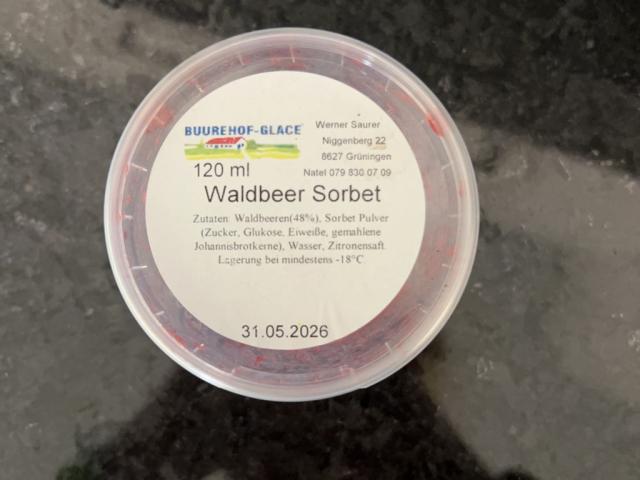 BUUREHOF-GLACE
Werner Saurer
Niggenberg 22
8627 Grüningen
Natel 079 830 07 09
120 ml
Waldbeer Sorbet
Zutaten: Waldbeeren(48%), Sorbet Pulver
(Zucker, Glukose, Eiweiße, gemahlene
Johannisbrotkerne), Wasser, Zitronensaft.
Lagerung bei mindestens -18°C
31.05.2026